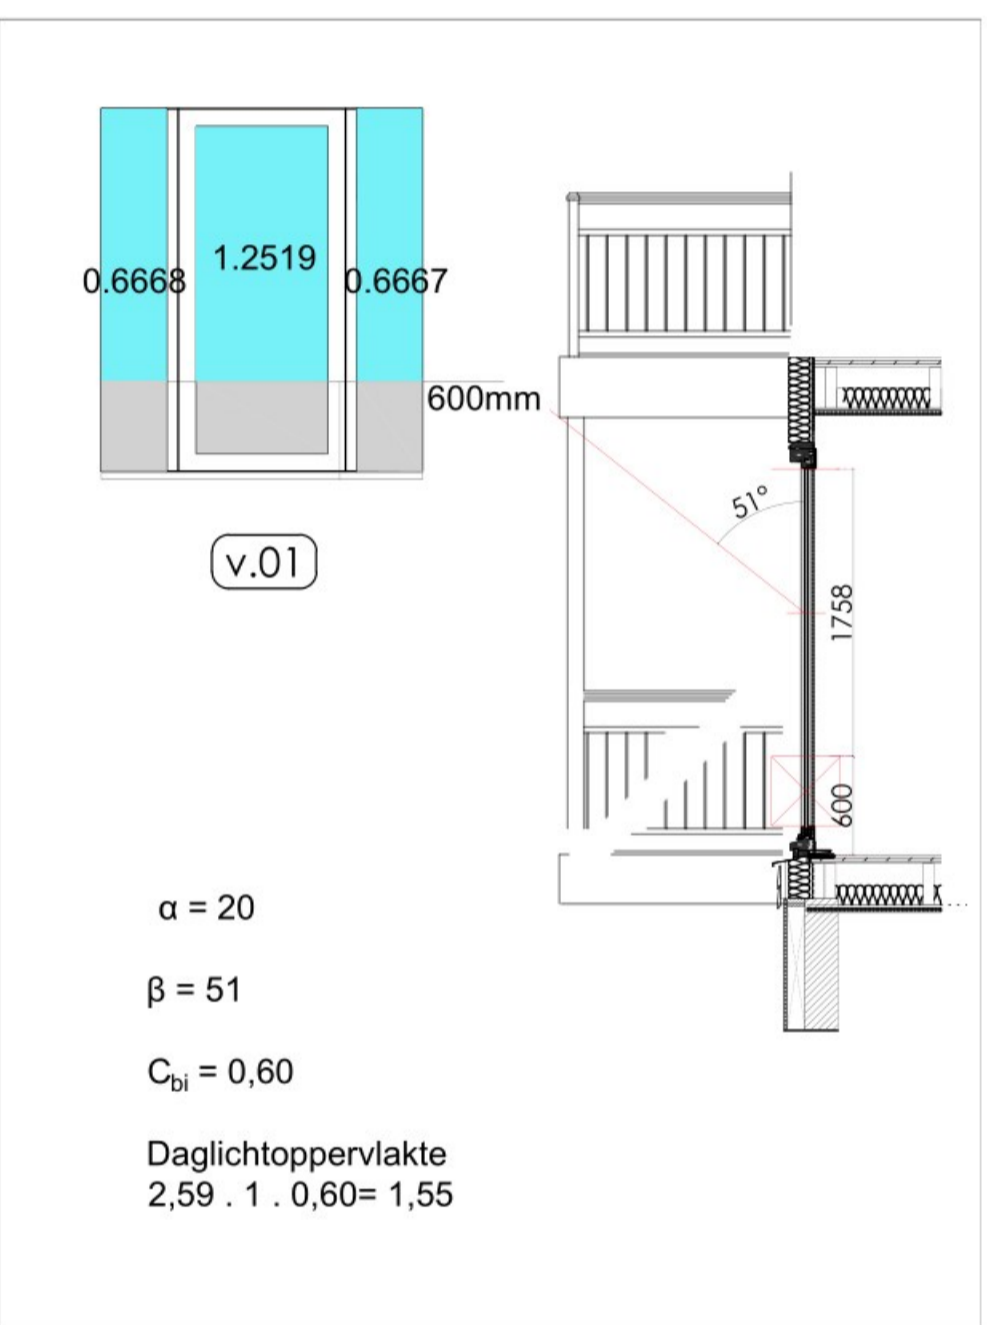 1.2519
0.6668
0.6667
600mm
v.01
51°
1758
600
α = 20
β = 51
Cbi = 0,60
Daglichtoppervlakte
2,59 . 1 . 0,60= 1,55